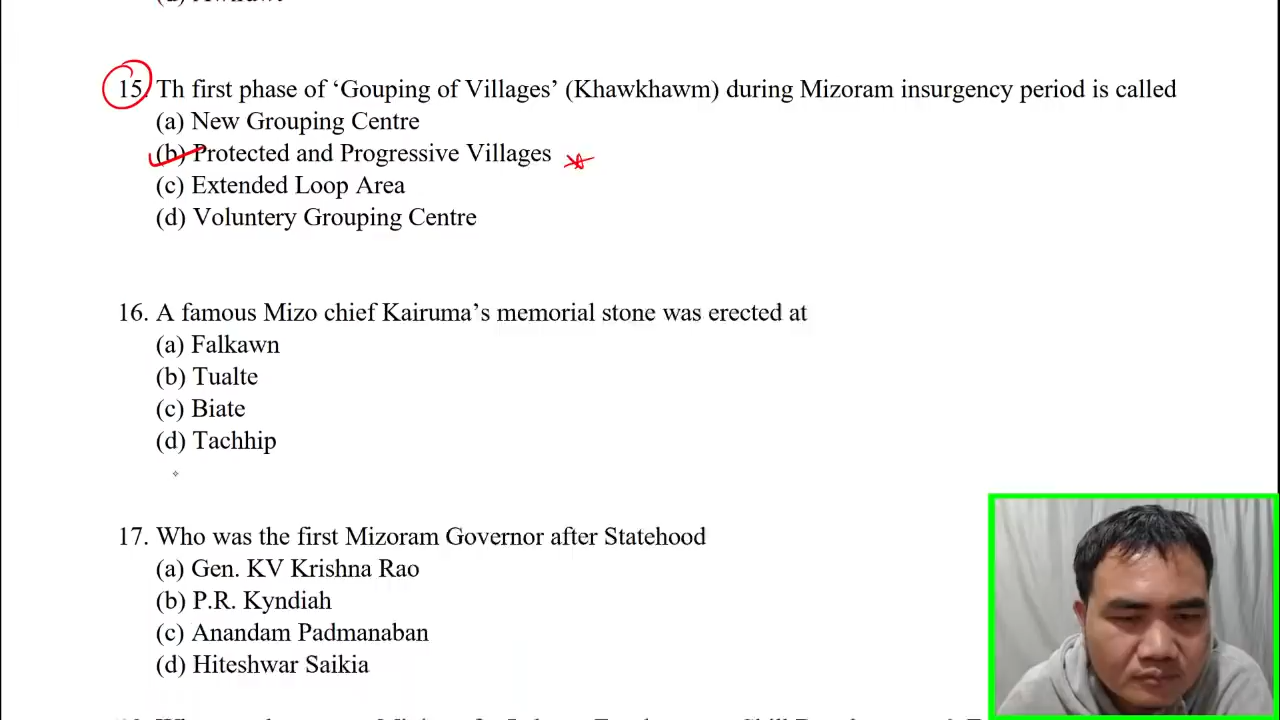 15. Th first phase of ‘Gouping of Villages’ (Khawkhawm) during Mizoram insurgency period is called
(a) New Grouping Centre
(b) Protected and Progressive Villages
(c) Extended Loop Area
(d) Voluntery Grouping Centre
16. A famous Mizo chief Kairuma’s memorial stone was erected at
(a) Falkawn
(b) Tualte
(c) Biate
(d) Tachhip
17. Who was the first Mizoram Governor after Statehood
(a) Gen. KV Krishna Rao
(b) P.R. Kyndiah
(c) Anandam Padmanaban
(d) Hiteshwar Saikia